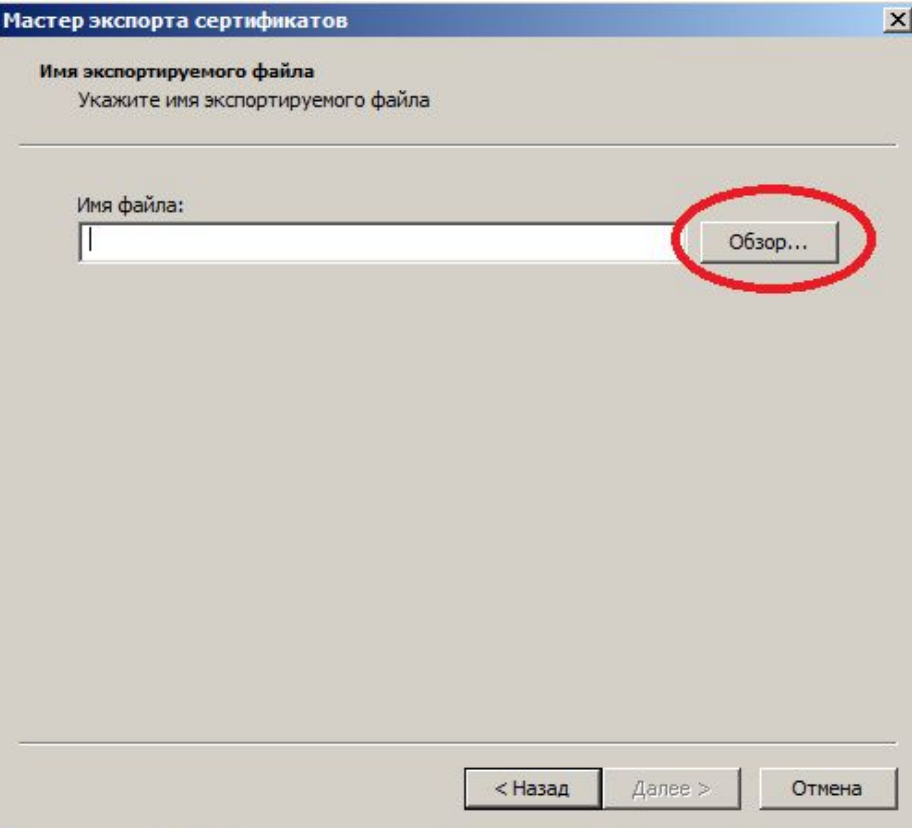 Мастер экспорта сертификатов
Имя экспортируемого файла
Укажите имя экспортируемого файла
Имя файла:
Обзор...
< Назад
Далее >
Отмена